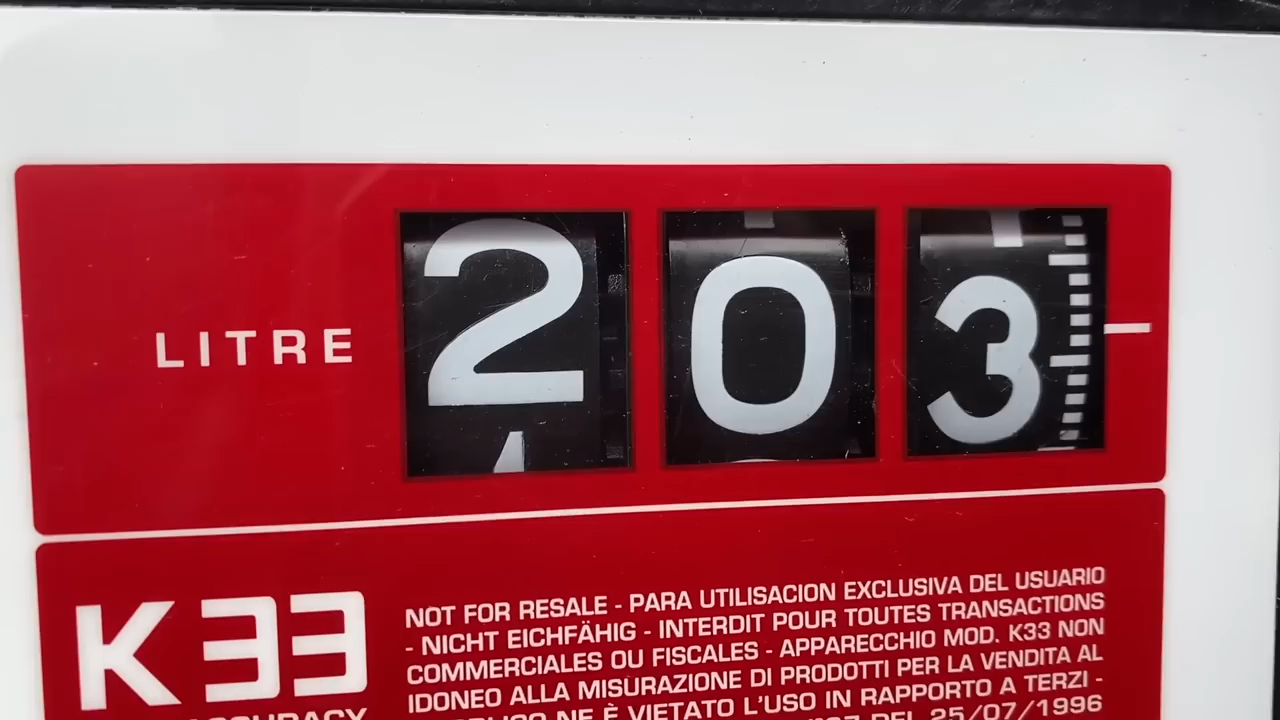 LITRE 203
K33
NOT FOR RESALE - PARA UTILISACION EXCLUSIVA DEL USUARIO
- NICHT EICHFÄHIG - INTERDIT POUR TOUTES TRANSACTIONS
COMMERCIALES OU FISCALES - APPARECCHIO MOD. K33 NON
IDONEO ALLA MISURAZIONE DI PRODOTTI PER LA VENDITA AL
NE È VIETATO L'USO IN RAPPORTO A TERZI -
DEL 25/07/1996